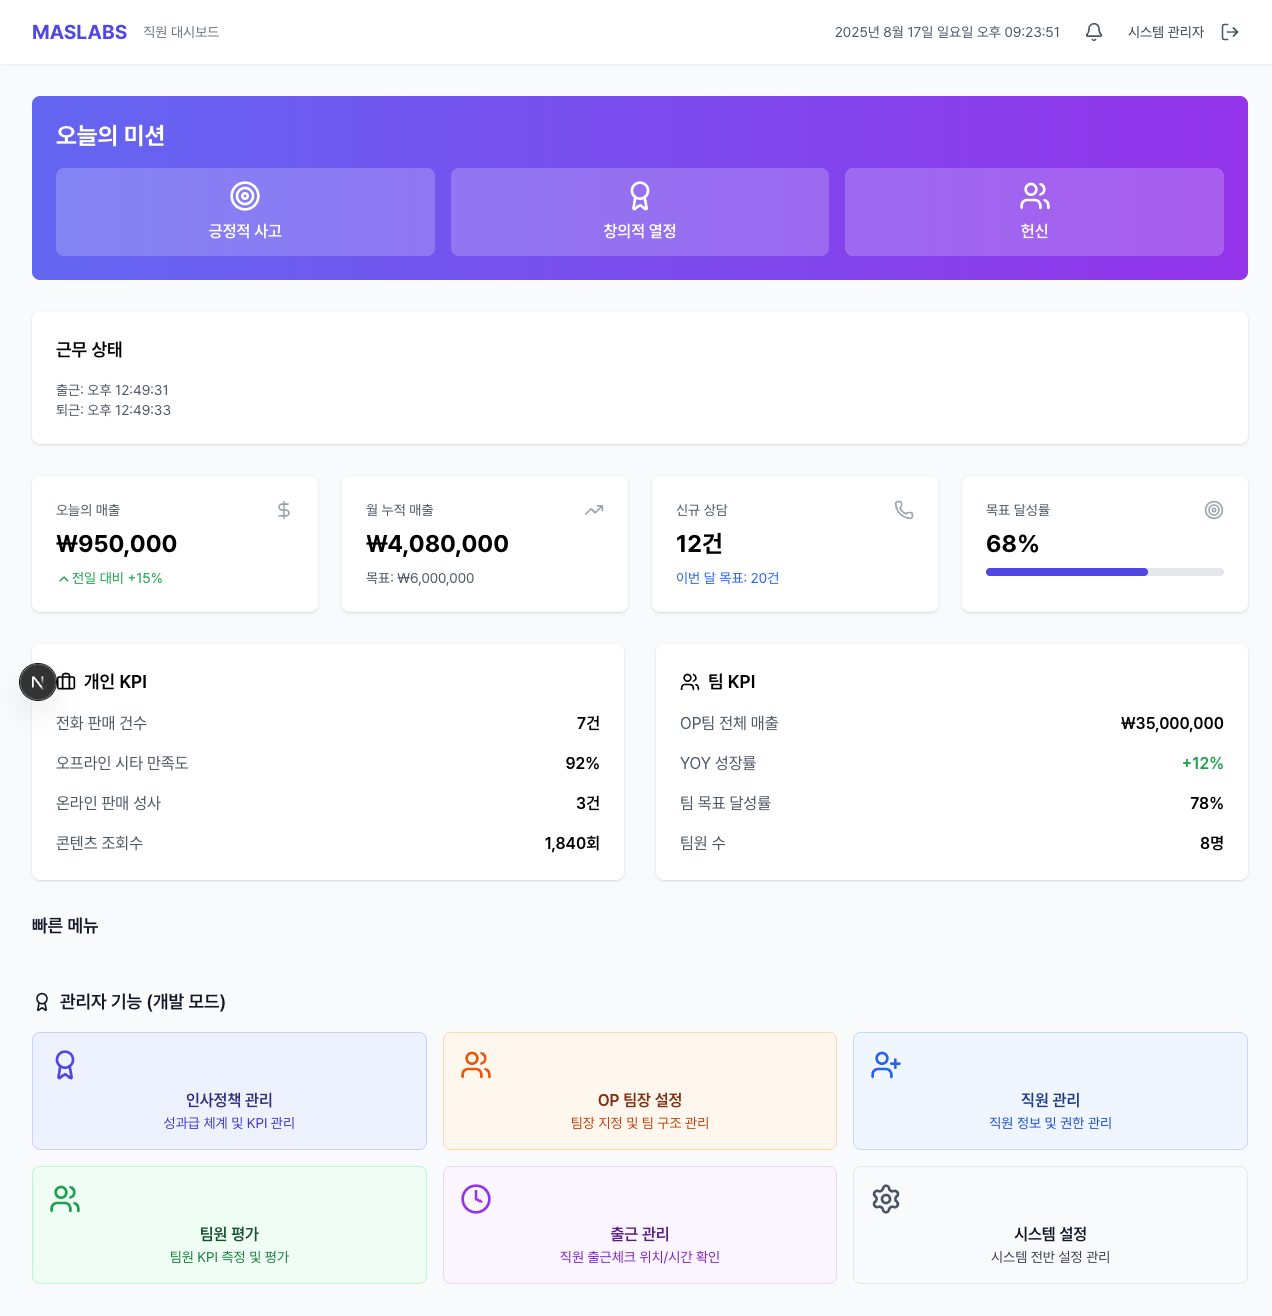 MASLABS 직원 대시보드
2025년 8월 17일 일요일 오후 09:23:51 시스템 관리자
오늘의 미션
긍정적 사고
창의적 열정
헌신
근무 상태
출근: 오후 12:49:31
퇴근: 오후 12:49:33
오늘의 매출
₩950,000
전일 대비 +15%
월 누적 매출
₩4,080,000
목표: ₩6,000,000
신규 상담
12건
이번 달 목표: 20건
목표 달성률
68%
N
개인 KPI
전화 판매 건수 7건
오프라인 시타 만족도 92%
온라인 판매 성사 3건
콘텐츠 조회수 1,840회
팀 KPI
OP팀 전체 매출 ₩35,000,000
YOY 성장률 +12%
팀 목표 달성률 78%
팀원 수 8명
빠른 메뉴
관리자 기능 (개발 모드)
인사정책 관리
성과급 체계 및 KPI 관리
OP 팀장 설정
팀장 지정 및 팀 구조 관리
직원 관리
직원 정보 및 권한 관리
팀원 평가
팀원 KPI 측정 및 평가
출근 관리
직원 출근체크 위치/시간 확인
시스템 설정
시스템 전반 설정 관리